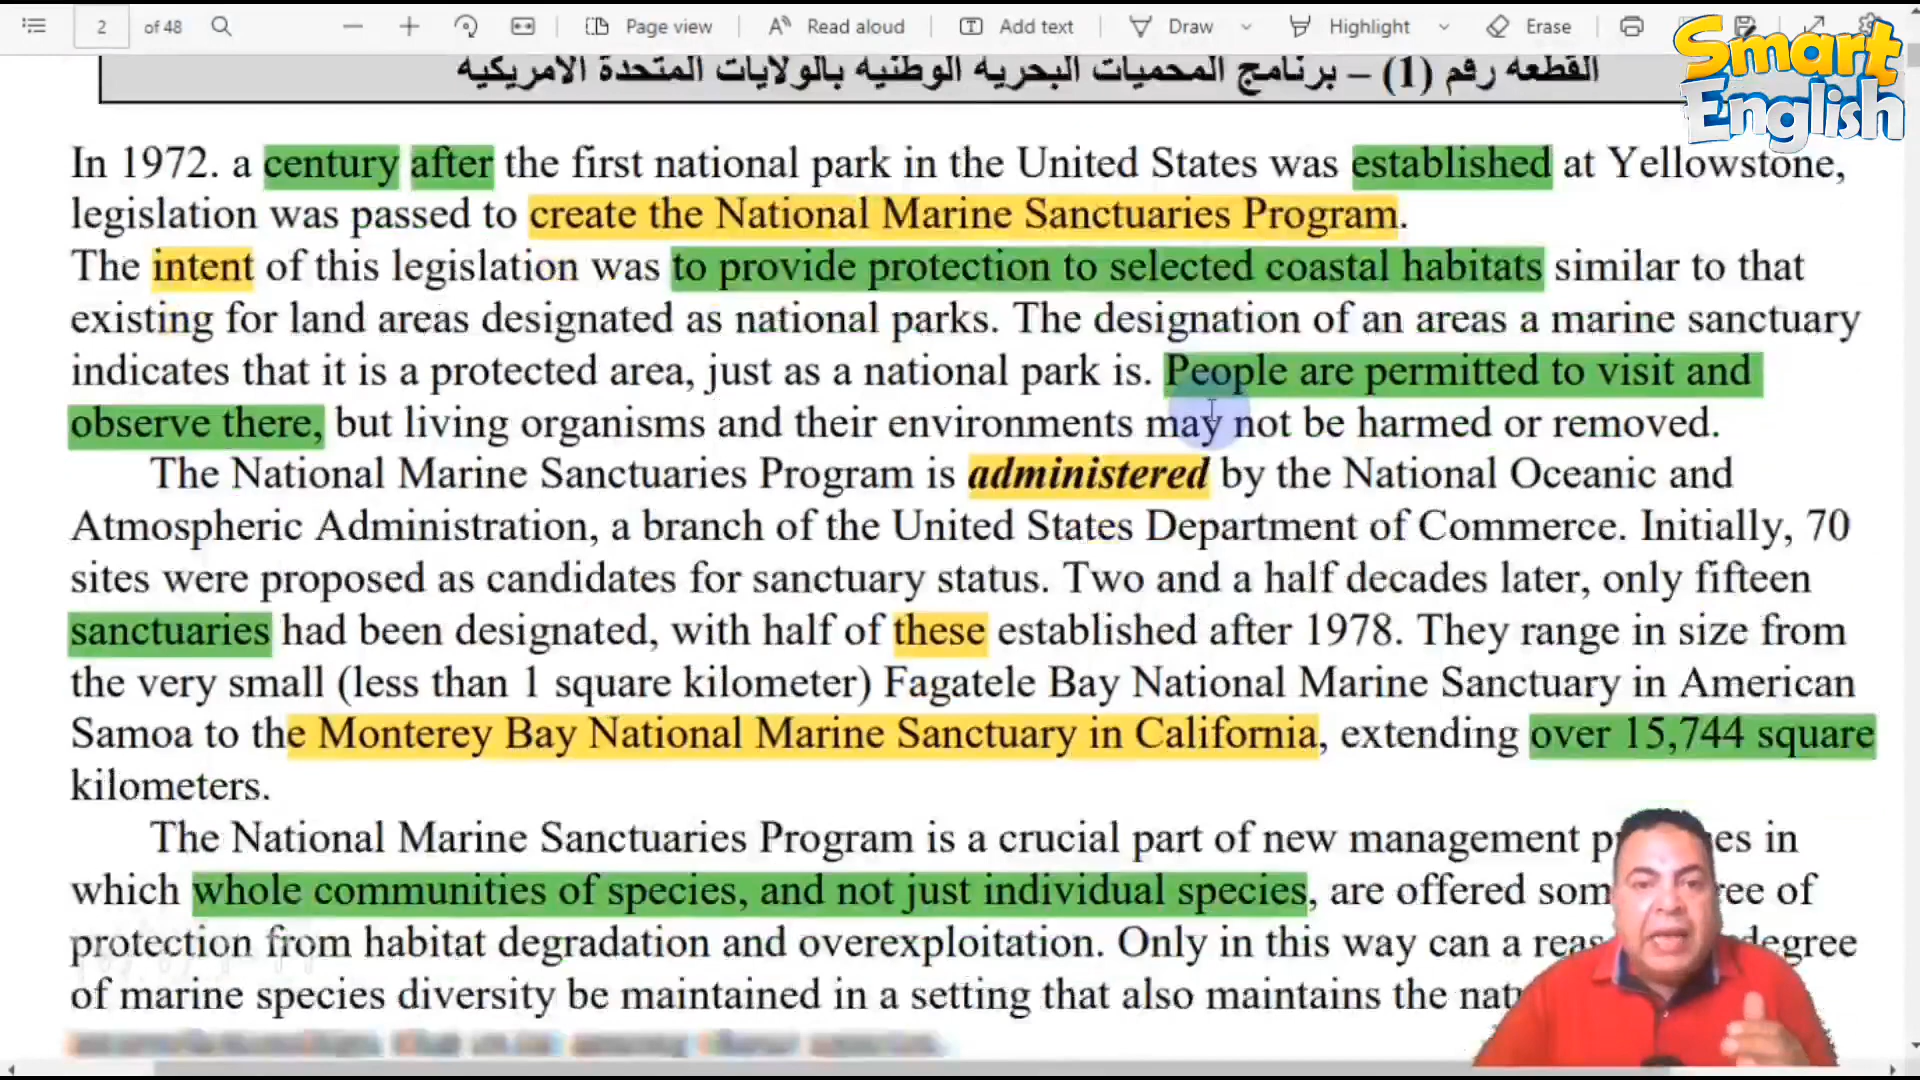 2 of 48 Page view Read aloud Add text Draw Highlight Erase
Smart
English
القطعه رقم (1) – برنامج المحميات البحريه الوطنيه بالولايات المتحدة الامريكيه
In 1972. a century after the first national park in the United States was established at Yellowstone,
legislation was passed to create the National Marine Sanctuaries Program.
The intent of this legislation was to provide protection to selected coastal habitats similar to that
existing for land areas designated as national parks. The designation of an areas a marine sanctuary
indicates that it is a protected area, just as a national park is. People are permitted to visit and
observe there, but living organisms and their environments may not be harmed or removed.
The National Marine Sanctuaries Program is administered by the National Oceanic and
Atmospheric Administration, a branch of the United States Department of Commerce. Initially, 70
sites were proposed as candidates for sanctuary status. Two and a half decades later, only fifteen
sanctuaries had been designated, with half of these established after 1978. They range in size from
the very small (less than 1 square kilometer) Fagatele Bay National Marine Sanctuary in American
Samoa to the Monterey Bay National Marine Sanctuary in California, extending over 15,744 square
kilometers.
The National Marine Sanctuaries Program is a crucial part of new management in
which whole communities of species, and not just individual species, are offered of
protection from habitat degradation and overexploitation. Only in this way can a degree
of marine species diversity be maintained in a setting that also maintains the